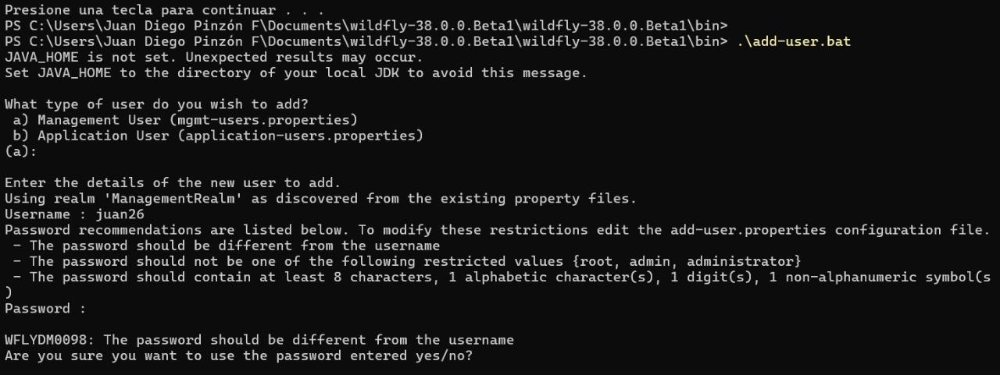 Presione una tecla para continuar . . .
PS C:\Users\Juan Diego Pinzón F\Documents\wildfly-38.0.0.Beta1\wildfly-38.0.0.Beta1\bin>
PS C:\Users\Juan Diego Pinzón F\Documents\wildfly-38.0.0.Beta1\wildfly-38.0.0.Beta1\bin> .\add-user.bat
JAVA_HOME is not set. Unexpected results may occur.
Set JAVA_HOME to the directory of your local JDK to avoid this message.

What type of user do you wish to add?
 a) Management User (mgmt-users.properties)
 b) Application User (application-users.properties)
(a):

Enter the details of the new user to add.
Using realm 'ManagementRealm' as discovered from the existing property files.
Username : juan26
Password recommendations are listed below. To modify these restrictions edit the add-user.properties configuration file.
 - The password should be different from the username
 - The password should not be one of the following restricted values {root, admin, administrator}
 - The password should contain at least 8 characters, 1 alphabetic character(s), 1 digit(s), 1 non-alphanumeric symbol(s
)
Password :

WFLYDM0098: The password should be different from the username
Are you sure you want to use the password entered yes/no?